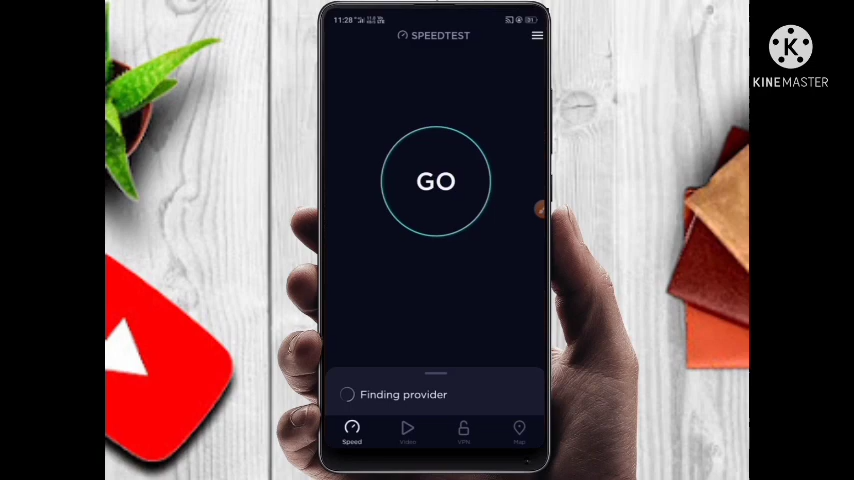 11:28
SPEEDTEST
GO
Finding provider
Speed
Video
VPN
Map
K
KINEMASTER